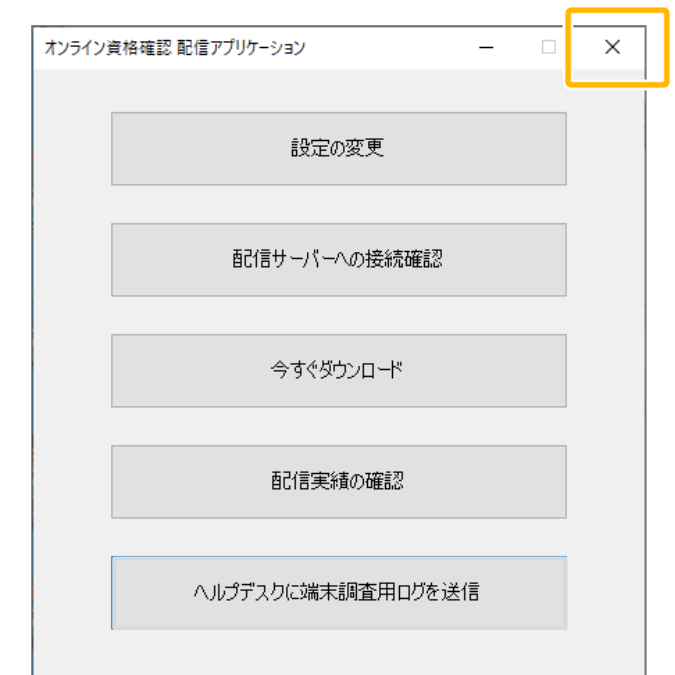 オンライン資格確認 配信アプリケーション
設定の変更
配信サーバーへの接続確認
今すぐダウンロード
配信実績の確認
ヘルプデスクに端末調査用ログを送信